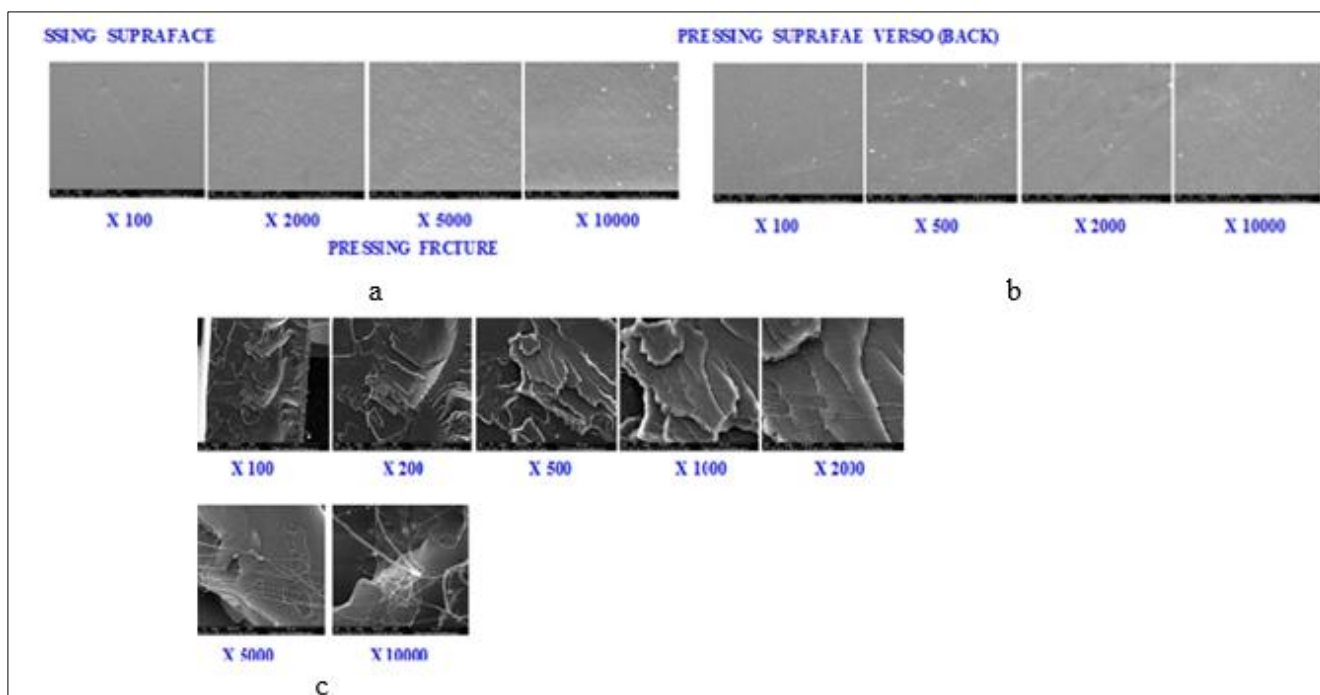 SSING SUPRAFACE
PRESSING SUPRAFAE VERSO (BACK)
X 100 X 2000 X 5000 X 10000
X 100 X 500 X 2000 X 10000
PRESSING FRCTURE
a
b
X 100 X 200 X 500 X 1000 X 2000
X 5000 X 10000
c